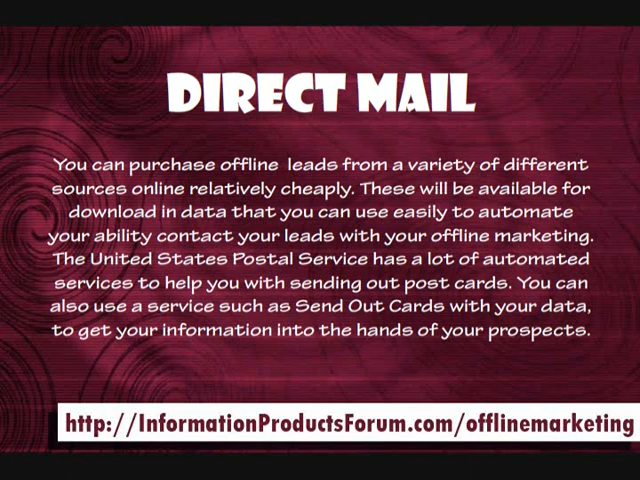 DIRECT MAIL
You can purchase offline leads from a variety of different
sources online relatively cheaply. These will be available for
download in data that you can use easily to automate
your ability contact your leads with your offline marketing.
The United States Postal Service has a lot of automated
services to help you with sending out post cards. You can
also use a service such as Send Out Cards with your data,
to get your information into the hands of your prospects.
http://InformationProductsForum.com/offlinemarketing